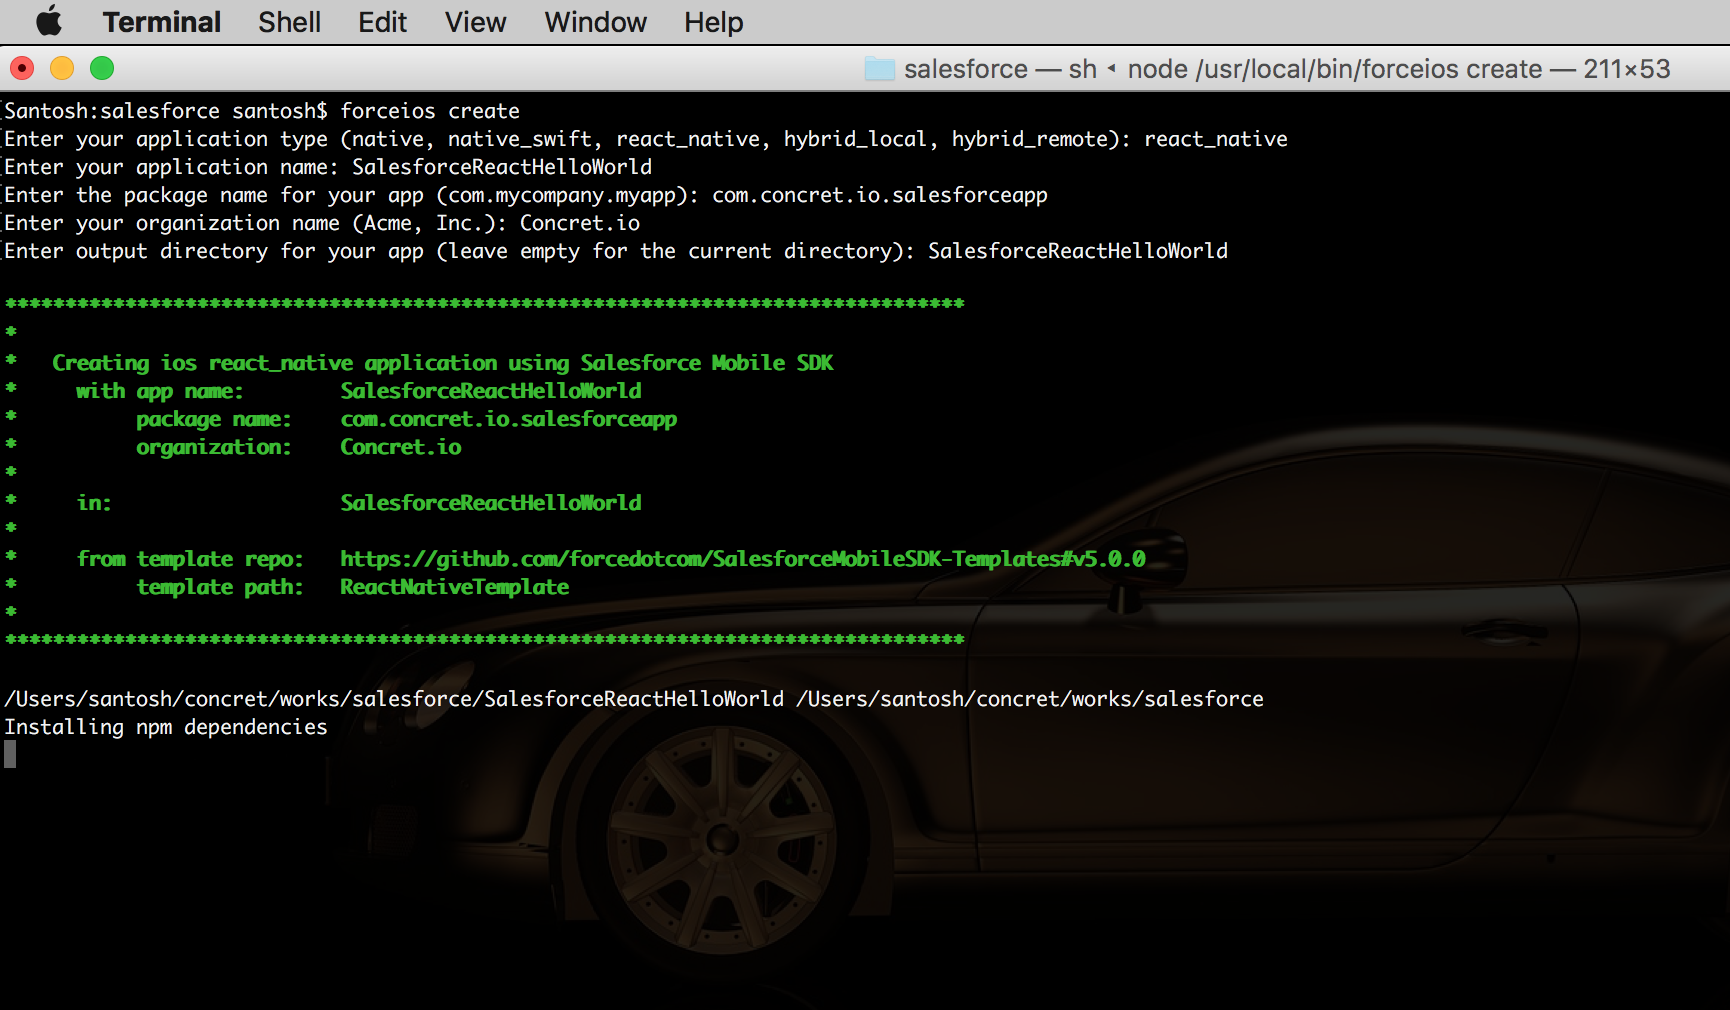 Terminal Shell Edit View Window Help
salesforce — sh ◂ node /usr/local/bin/forceios create — 211×53
Santosh:salesforce santosh$ forceios create
Enter your application type (native, native_swift, react_native, hybrid_local, hybrid_remote): react_native
Enter your application name: SalesforceReactHelloWorld
Enter the package name for your app (com.mycompany.myapp): com.concret.io.salesforceapp
Enter your organization name (Acme, Inc.): Concret.io
Enter output directory for your app (leave empty for the current directory): SalesforceReactHelloWorld
********************************************************************************
*
*   Creating ios react_native application using Salesforce Mobile SDK
*     with app name:        SalesforceReactHelloWorld
*          package name:    com.concret.io.salesforceapp
*          organization:    Concret.io
*
*     in:                   SalesforceReactHelloWorld
*
*     from template repo:   https://github.com/forcedotcom/SalesforceMobileSDK-Templates#v5.0.0
*          template path:   ReactNativeTemplate
*
********************************************************************************
/Users/santosh/concret/works/salesforce/SalesforceReactHelloWorld /Users/santosh/concret/works/salesforce
Installing npm dependencies